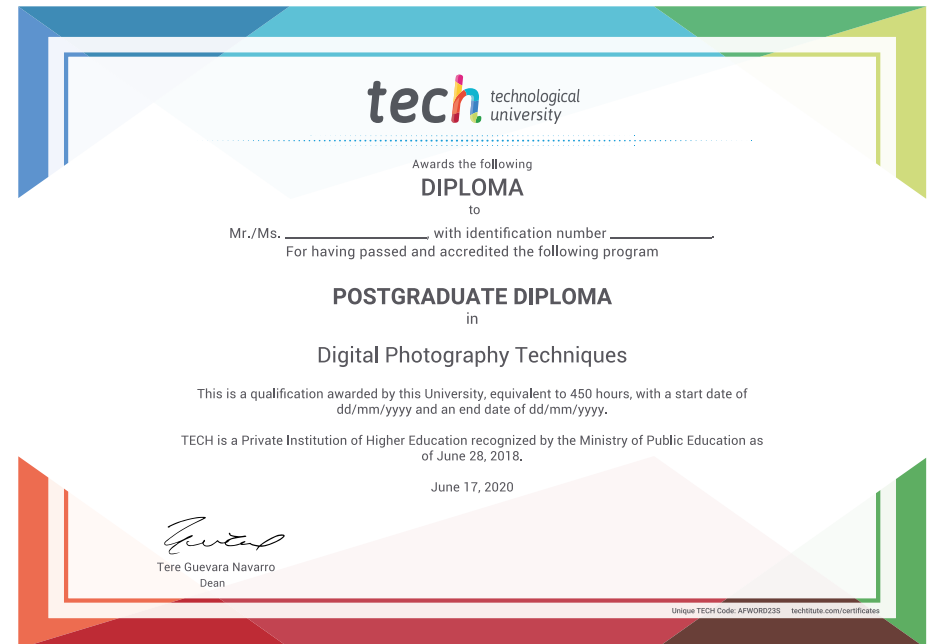 tech technological
university
Awards the following
DIPLOMA
to
Mr./Ms. ____________________, with identification number ______________.
For having passed and accredited the following program
POSTGRADUATE DIPLOMA
in
Digital Photography Techniques
This is a qualification awarded by this University, equivalent to 450 hours, with a start date of
dd/mm/yyyy and an end date of dd/mm/yyyy.
TECH is a Private Institution of Higher Education recognized by the Ministry of Public Education as
of June 28, 2018.
June 17, 2020
Tere Guevara Navarro
Dean
Unique TECH Code: AFWORD23S techtitute.com/certificates